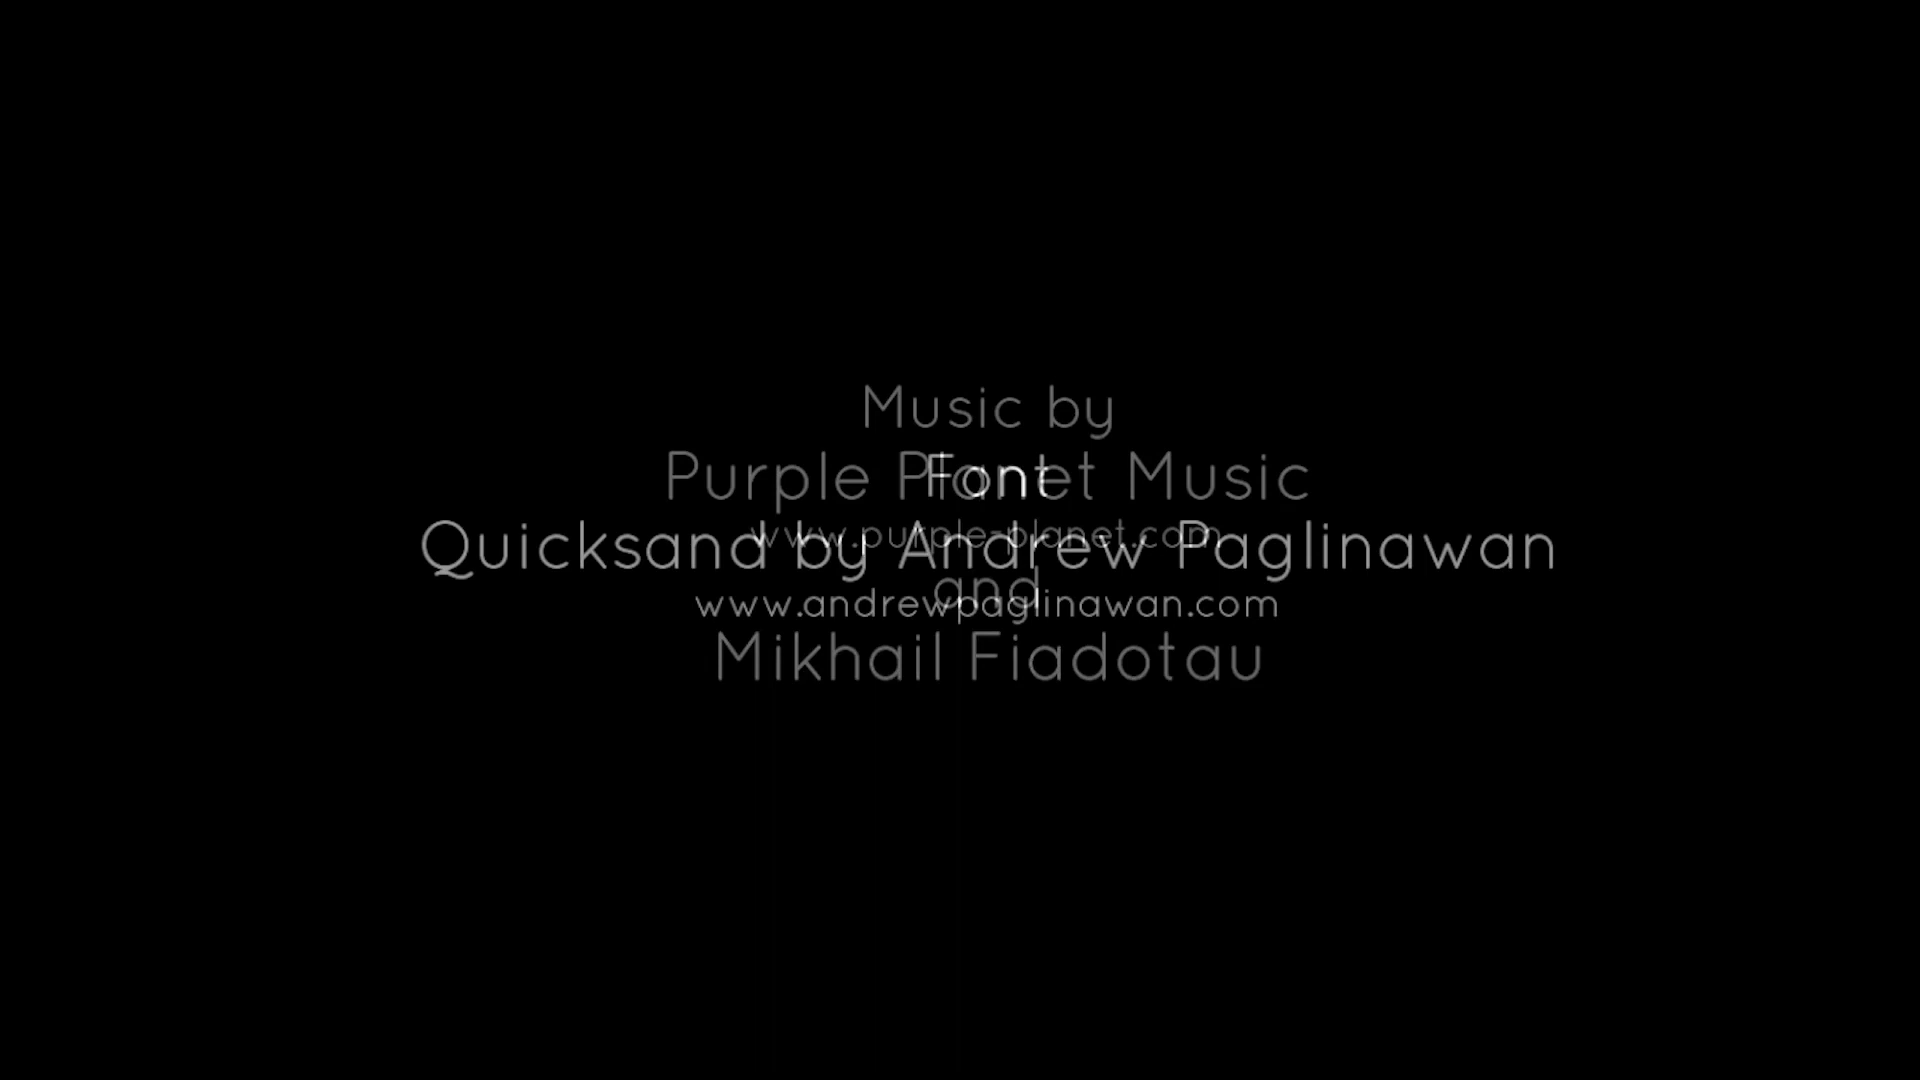 Music by
Purple Planet Music
www.purple-planet.com
and
Mikhail Fiadotau
Font
Quicksand by Andrew Paglinawan
www.andrewpaglinawan.com